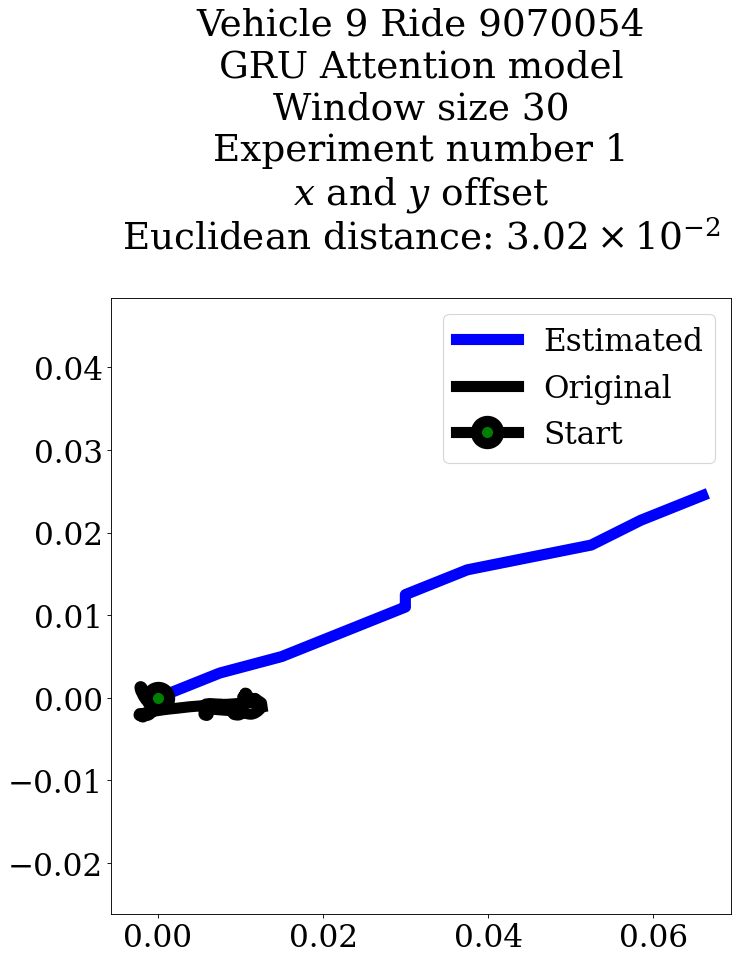 Vehicle 9 Ride 9070054
GRU Attention model
Window size 30
Experiment number 1
x and y offset
Euclidean distance: 3.02 × 10⁻²
Estimated
Original
Start
0.04
0.03
0.02
0.01
0.00
−0.01
−0.02
0.00 0.02 0.04 0.06